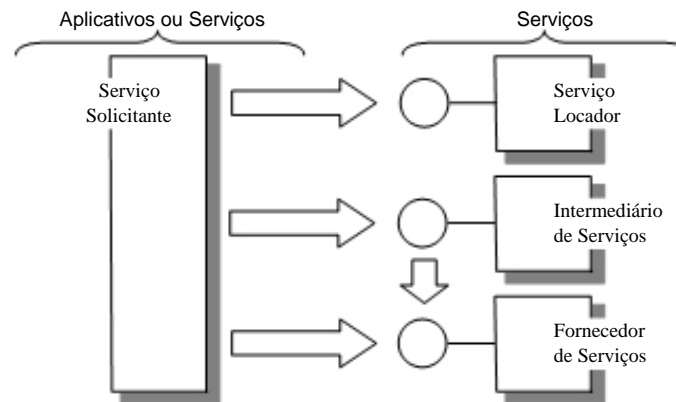 Aplicativos ou Serviços
Serviços
Serviço
Solicitante
Serviço
Locador
Intermediário
de Serviços
Fornecedor
de Serviços